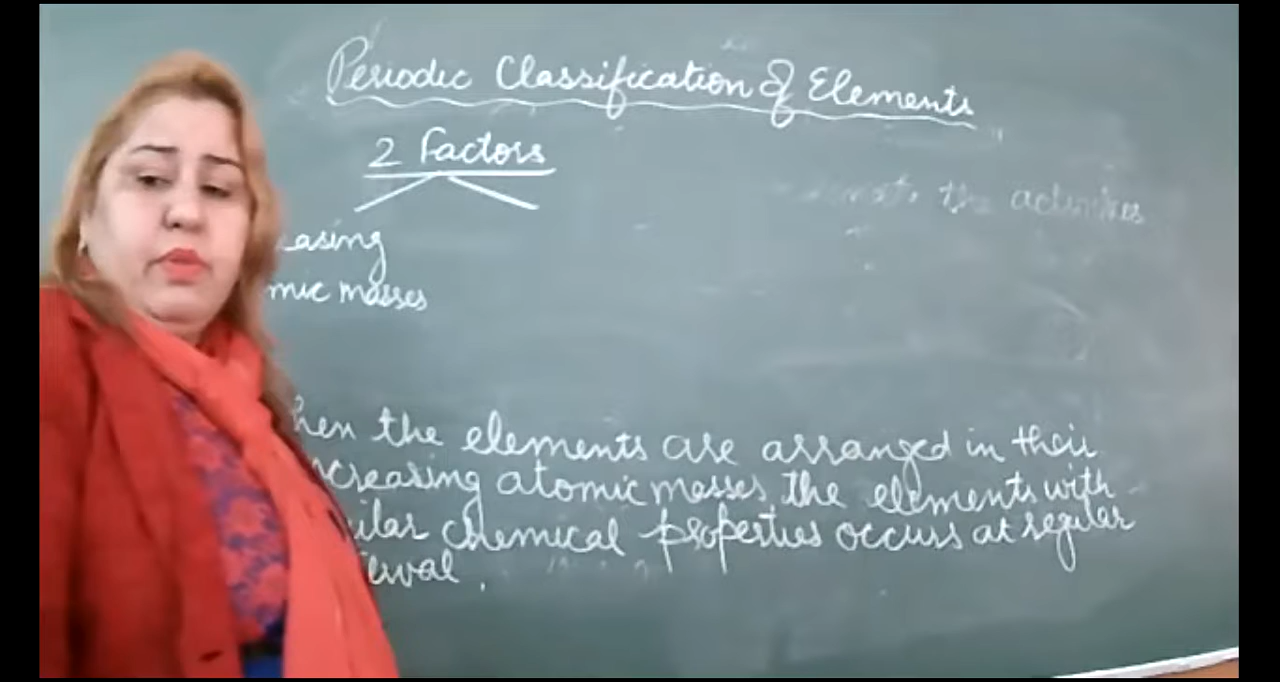 Periodic Classification of Elements
2 Factors
easing
mic masses
the activities
hen the elements are arranged in their
creasing atomic masses the elements with
ilar chemical properties occurs at regular
erval.